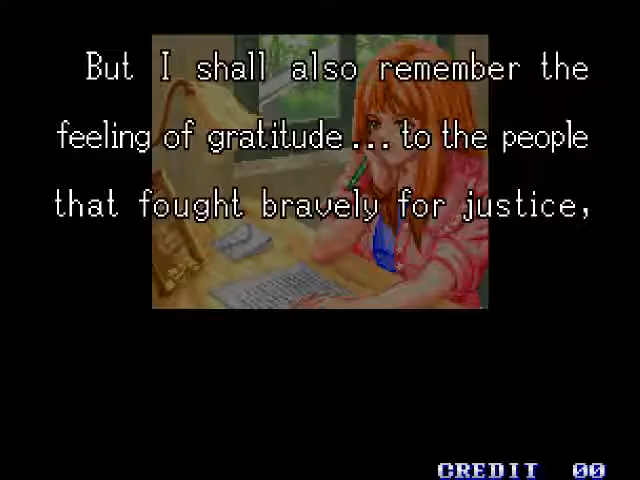 But I shall also remember the
feeling of gratitude...to the people
that fought bravely for justice,
CREDIT 00